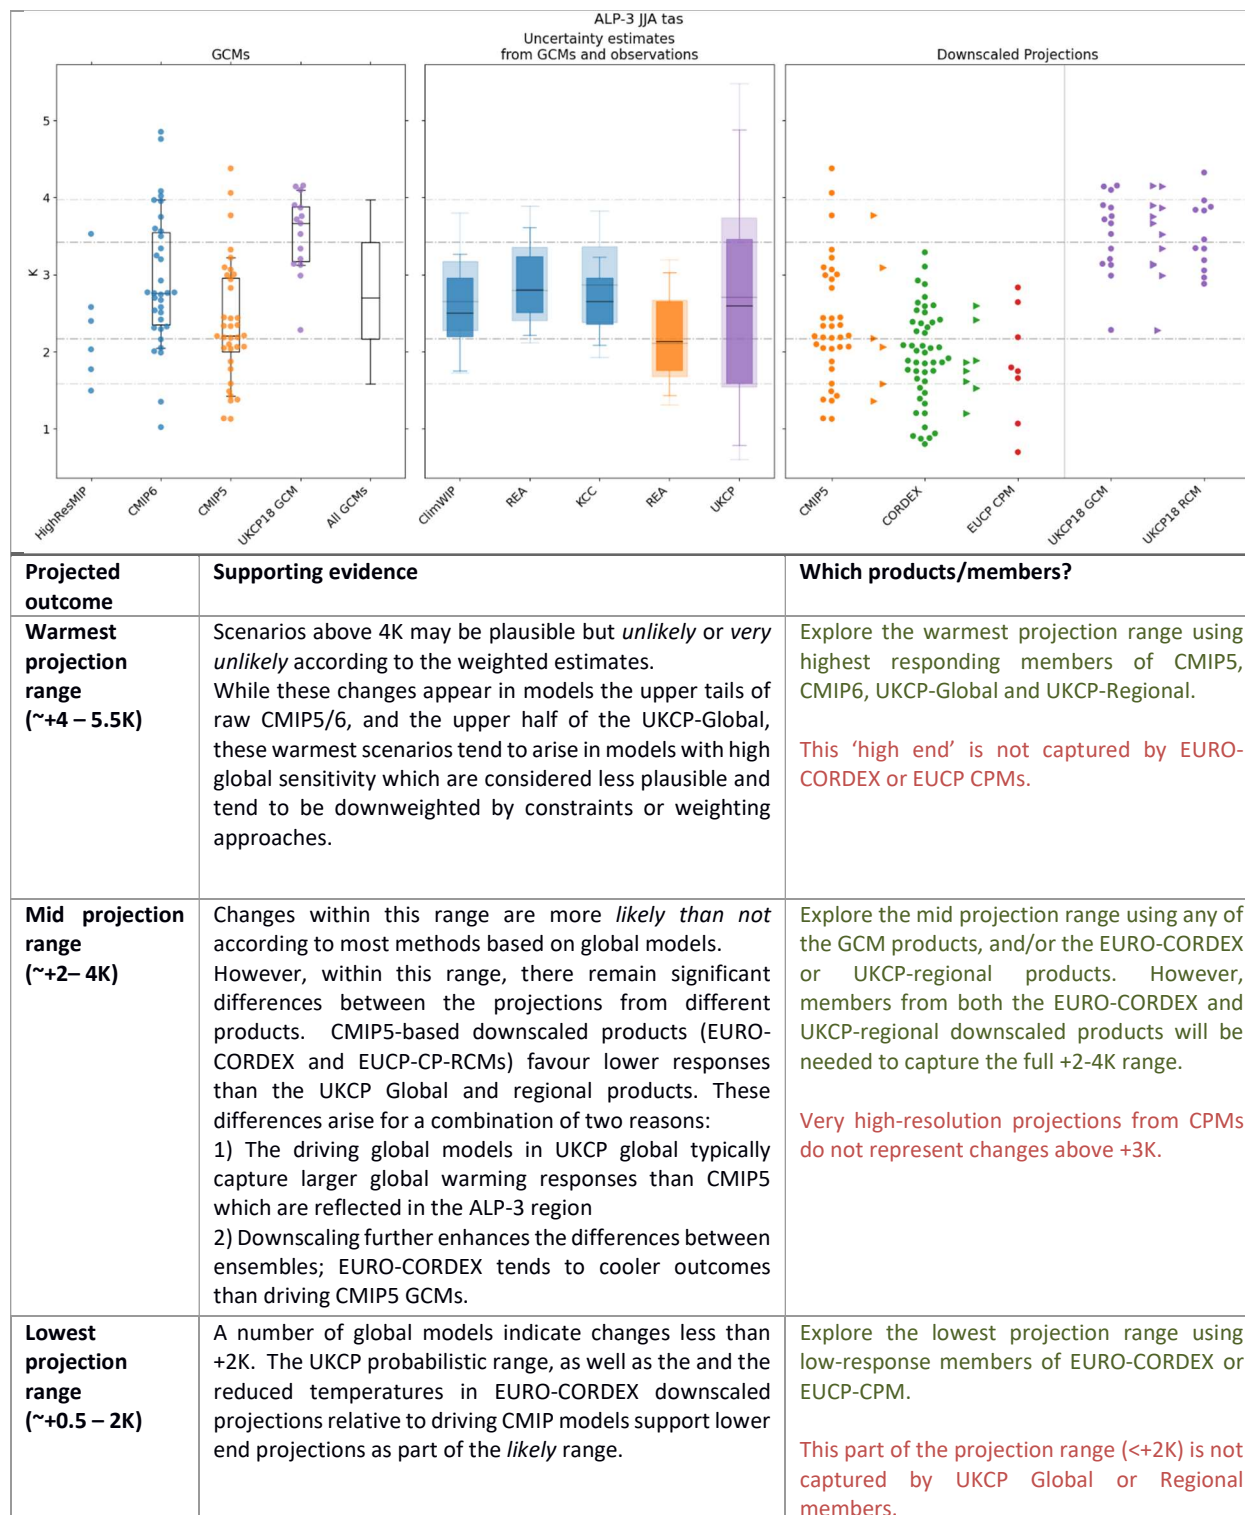 ALP-3 JJA tas
GCMs
Uncertainty estimates
from GCMs and observations
Downscaled Projections
K
5
4
3
2
1
HighResMIP
CMIP6
CMIP5
UKCP18 GCM
All GCMs
ClimWIP
REA
KCC
REA
UKCP
CMIP5
CORDEX
EUCP CPM
UKCP18 GCM
UKCP18 RCM
Projected
outcome
Supporting evidence
Which products/members?
Warmest
projection
range
(~+4 – 5.5K)
Scenarios above 4K may be plausible but unlikely or very
unlikely according to the weighted estimates.
While these changes appear in models the upper tails of
raw CMIP5/6, and the upper half of the UKCP-Global,
these warmest scenarios tend to arise in models with high
global sensitivity which are considered less plausible and
tend to be downweighted by constraints or weighting
approaches.
Explore the warmest projection range using
highest responding members of CMIP5,
CMIP6, UKCP-Global and UKCP-Regional.
This ‘high end’ is not captured by EURO-
CORDEX or EUCP CPMs.
Mid projection
range
(~+2– 4K)
Changes within this range are more likely than not
according to most methods based on global models.
However, within this range, there remain significant
differences between the projections from different
products. CMIP5-based downscaled products (EURO-
CORDEX and EUCP-CP-RCMs) favour lower responses
than the UKCP Global and regional products. These
differences arise for a combination of two reasons:
1) The driving global models in UKCP global typically
capture larger global warming responses than CMIP5
which are reflected in the ALP-3 region
2) Downscaling further enhances the differences between
ensembles; EURO-CORDEX tends to cooler outcomes
than driving CMIP5 GCMs.
Explore the mid projection range using any of
the GCM products, and/or the EURO-CORDEX
or UKCP-regional products. However,
members from both the EURO-CORDEX and
UKCP-regional downscaled products will be
needed to capture the full +2-4K range.
Very high-resolution projections from CPMs
do not represent changes above +3K.
Lowest
projection
range
(~+0.5 – 2K)
A number of global models indicate changes less than
+2K. The UKCP probabilistic range, as well as the and the
reduced temperatures in EURO-CORDEX downscaled
projections relative to driving CMIP models support lower
end projections as part of the likely range.
Explore the lowest projection range using
low-response members of EURO-CORDEX or
EUCP-CPM.
This part of the projection range (<+2K) is not
captured by UKCP Global or Regional
members.